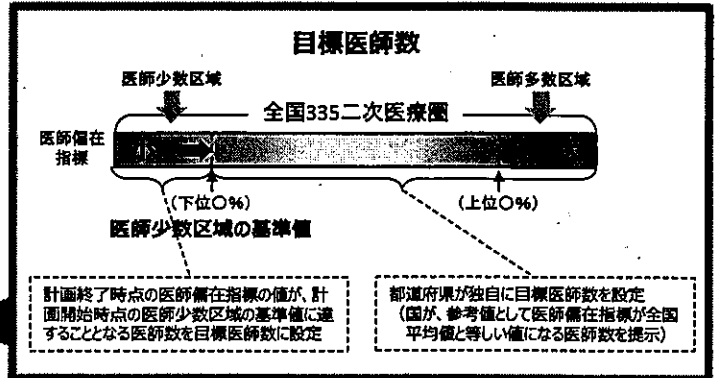 目標医師数
医師少数区域
医師多数区域
全国335二次医療圏
医師偏在
指標
(下位〇%)
(上位〇%)
医師少数区域の基準値
計画終了時点の医師偏在指標の値が、計
画開始時点の医師少数区域の基準値に達
することとなる医師数を目標医師数に設定
都道府県が独自に目標医師数を設定
(国が、参考値として医師偏在指標が全国
平均値と等しい値になる医師数を提示)